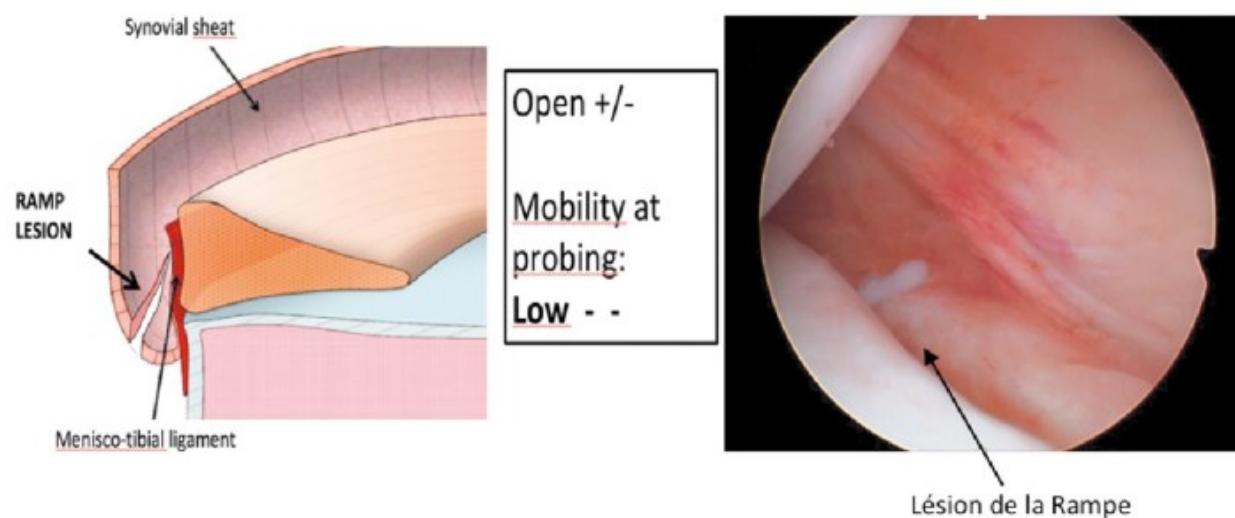 Synovial sheat
RAMP
LESION
Menisco-tibial ligament
Open +/-
Mobility at
probing:
Low - -
Lésion de la Rampe